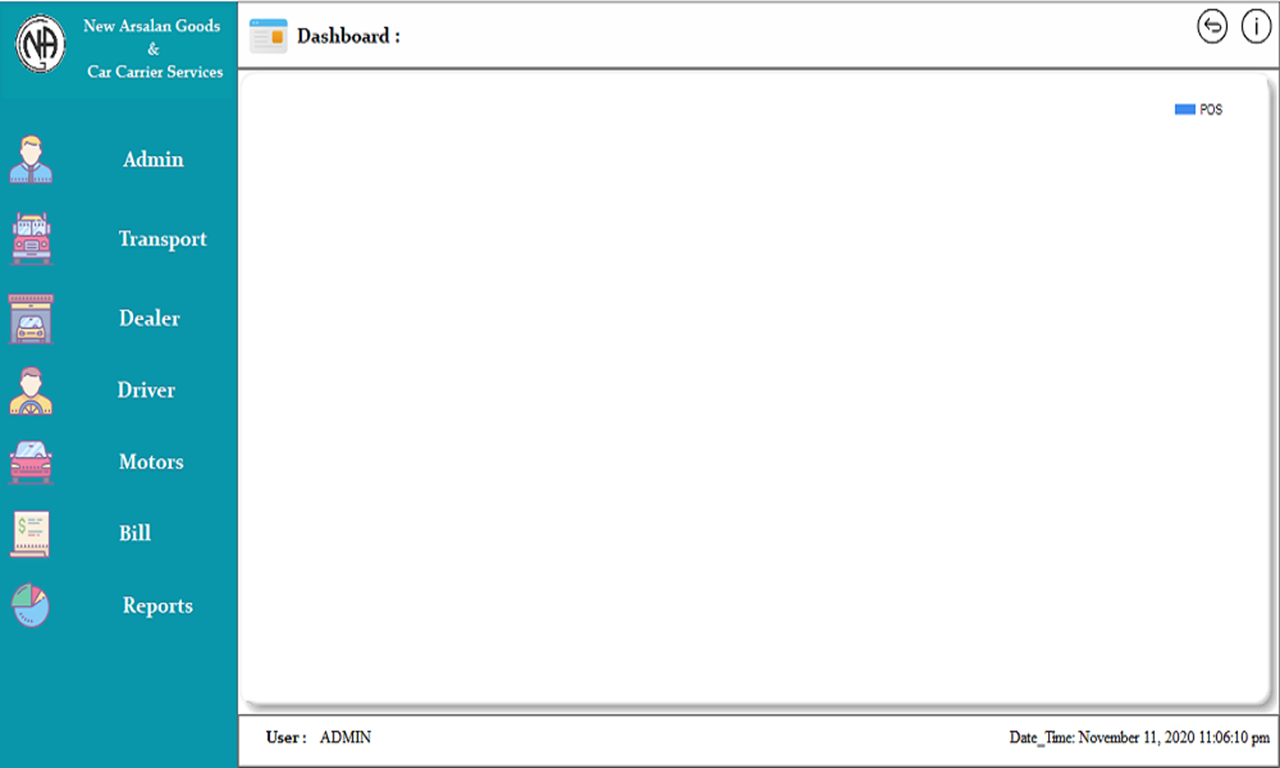 NA
New Arsalan Goods
&
Car Carrier Services
Admin
Transport
Dealer
Driver
Motors
Bill
Reports
Dashboard :
POS
User : ADMIN
Date_Time: November 11, 2020 11:06:10 pm